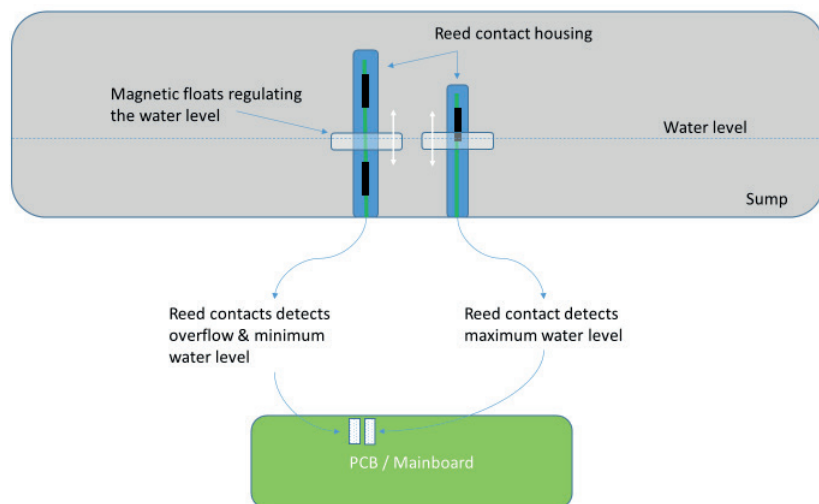 Reed contact housing
Magnetic floats regulating
the water level
Water level
Sump
Reed contacts detects
overflow & minimum
water level
Reed contact detects
maximum water level
PCB / Mainboard